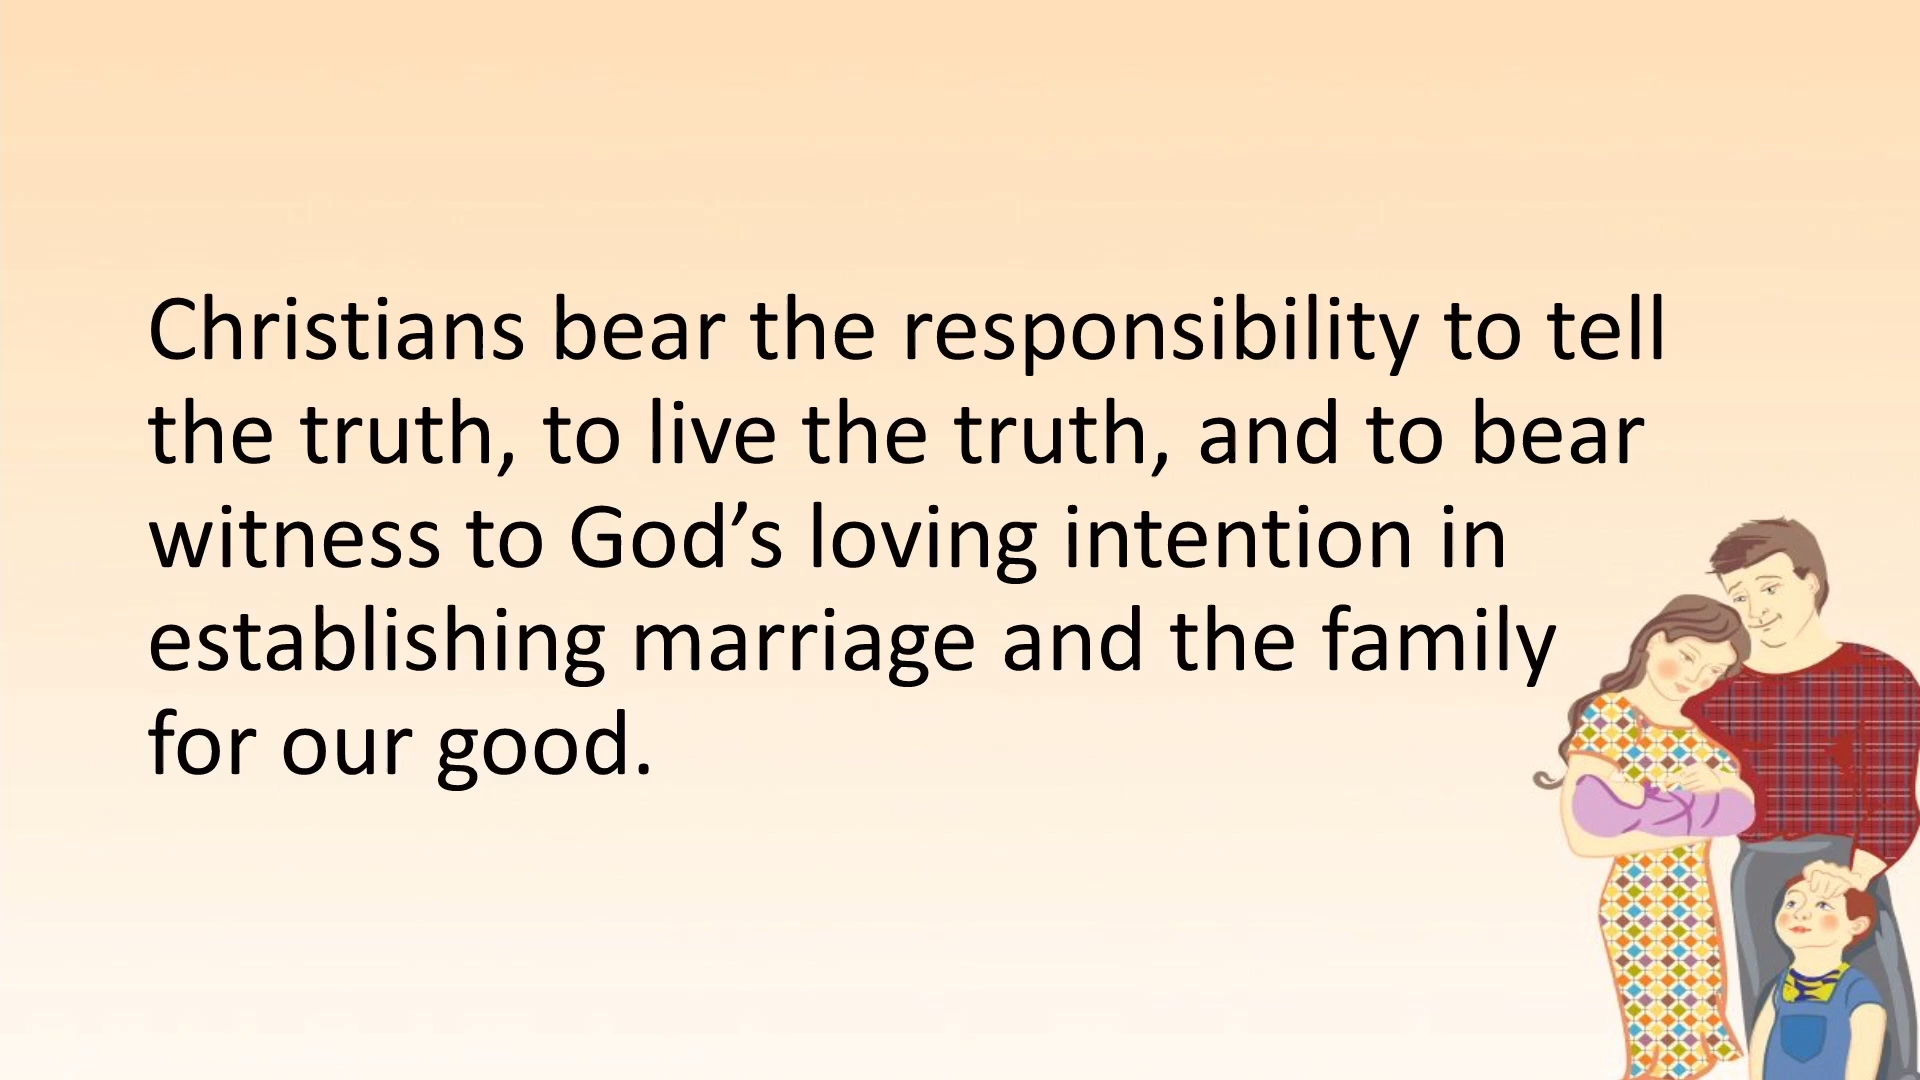 Christians bear the responsibility to tell
the truth, to live the truth, and to bear
witness to God’s loving intention in
establishing marriage and the family
for our good.